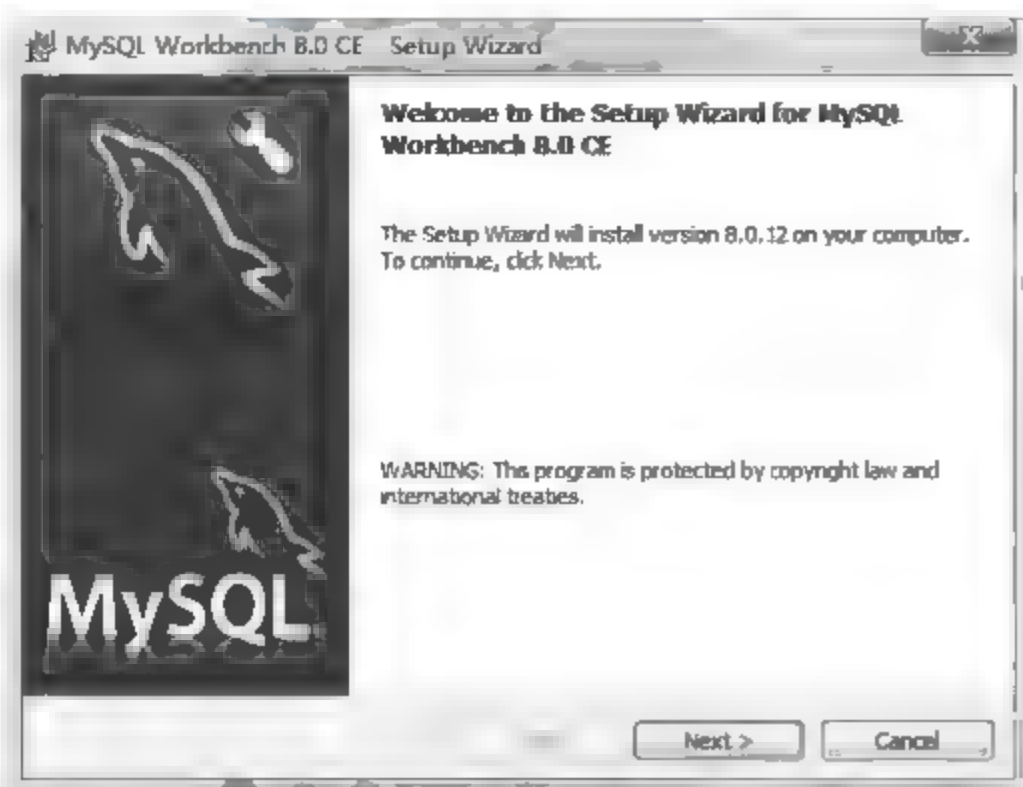 MySQL Workbench 8.0 CE Setup Wizard
Welcome to the Setup Wizard for MySQL
Workbench 8.0 CE
The Setup Wizard will install version 8.0.12 on your computer.
To continue, click Next.
WARNING: This program is protected by copyright law and
international treaties.
MySQL
Next >
Cancel